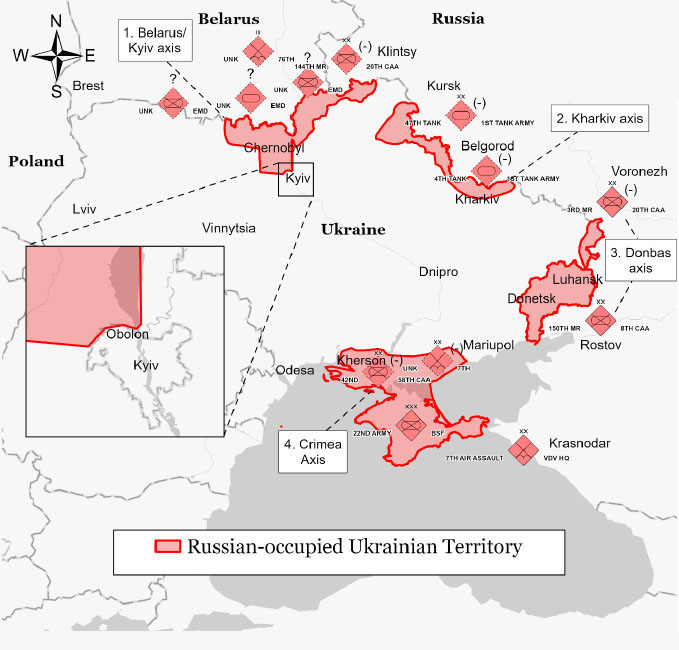 Belarus
Russia
1. Belarus/
Kyiv axis
N
W
E
S
Brest
II
UNK
76TH
?
144TH MR
UNK
EMD
XX
(-)
Klintsy
20TH CAA
?
UNK
EMD
?
UNK
EMD
Kursk
XX
(-)
47TH TANK
1ST TANK ARMY
2. Kharkiv axis
Chernobyl
Belgorod
(-)
4TH TANK
1ST TANK ARMY
Kharkiv
Poland
Kyiv
Voronezh
XX
(-)
3RD MR
20TH CAA
Lviv
Vinnytsia
Ukraine
3. Donbas
axis
Dnipro
Luhansk
Donetsk
XX
150TH MR
8TH CAA
Rostov
Obolon
Kyiv
Odesa
Kherson
XX
(-)
42ND
58TH CAA
XX
(-)
UNK
7TH
Mariupol
XXX
22ND ARMY
BSF
4. Crimea
Axis
XX
Krasnodar
7TH AIR ASSAULT
VDV HQ
Russian-occupied Ukrainian Territory